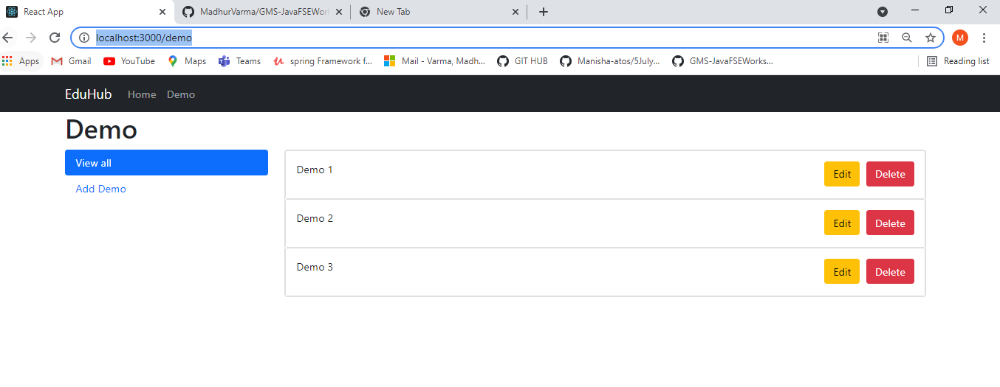 React App
MadhurVarma/GMS-JavaFSEWor
New Tab
localhost:3000/demo
M
Apps Gmail YouTube Maps Teams spring Framework f... Mail - Varma, Madh... GIT HUB Manisha-atos/5July... GMS-JavaFSEWorks... Reading list
EduHub Home Demo
Demo
View all
Add Demo
Demo 1 Edit Delete
Demo 2 Edit Delete
Demo 3 Edit Delete